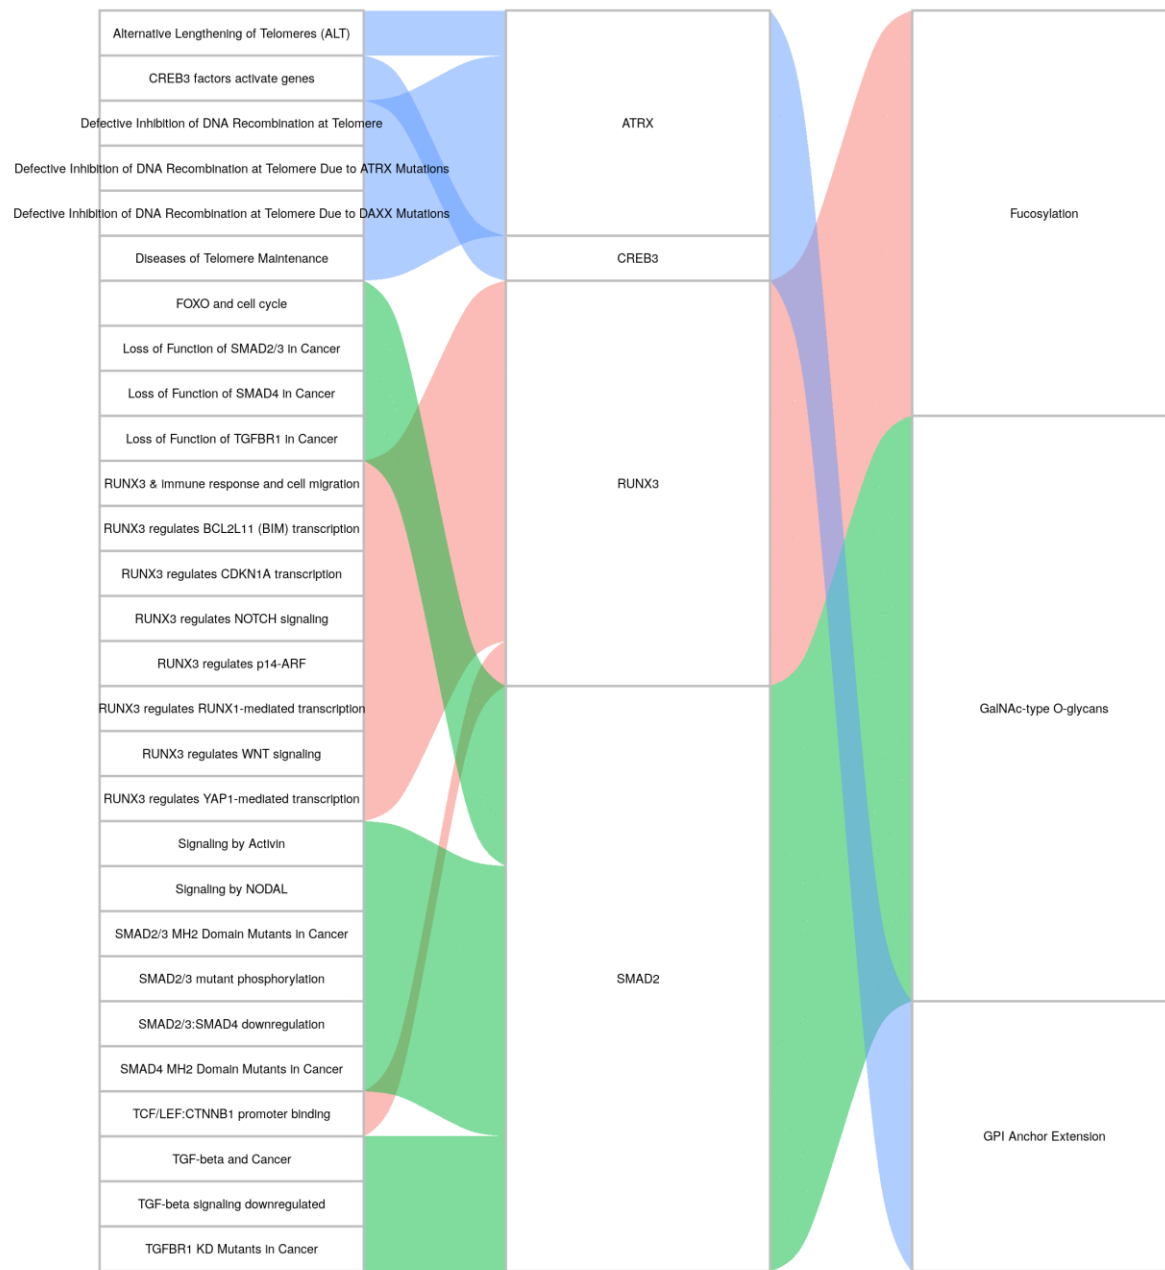 Alternative Lengthening of Telomeres (ALT)
CREB3 factors activate genes
Defective Inhibition of DNA Recombination at Telomere
Defective Inhibition of DNA Recombination at Telomere Due to ATRX Mutations
Defective Inhibition of DNA Recombination at Telomere Due to DAXX Mutations
Diseases of Telomere Maintenance
FOXO and cell cycle
Loss of Function of SMAD2/3 in Cancer
Loss of Function of SMAD4 in Cancer
Loss of Function of TGFBR1 in Cancer
RUNX3 & immune response and cell migration
RUNX3 regulates BCL2L11 (BIM) transcription
RUNX3 regulates CDKN1A transcription
RUNX3 regulates NOTCH signaling
RUNX3 regulates p14-ARF
RUNX3 regulates RUNX1-mediated transcription
RUNX3 regulates WNT signaling
RUNX3 regulates YAP1-mediated transcription
Signaling by Activin
Signaling by NODAL
SMAD2/3 MH2 Domain Mutants in Cancer
SMAD2/3 mutant phosphorylation
SMAD2/3:SMAD4 downregulation
SMAD4 MH2 Domain Mutants in Cancer
TCF/LEF:CTNNB1 promoter binding
TGF-beta and Cancer
TGF-beta signaling downregulated
TGFBR1 KD Mutants in Cancer
ATRX
CREB3
RUNX3
SMAD2
Fucosylation
GalNAc-type O-glycans
GPI Anchor Extension